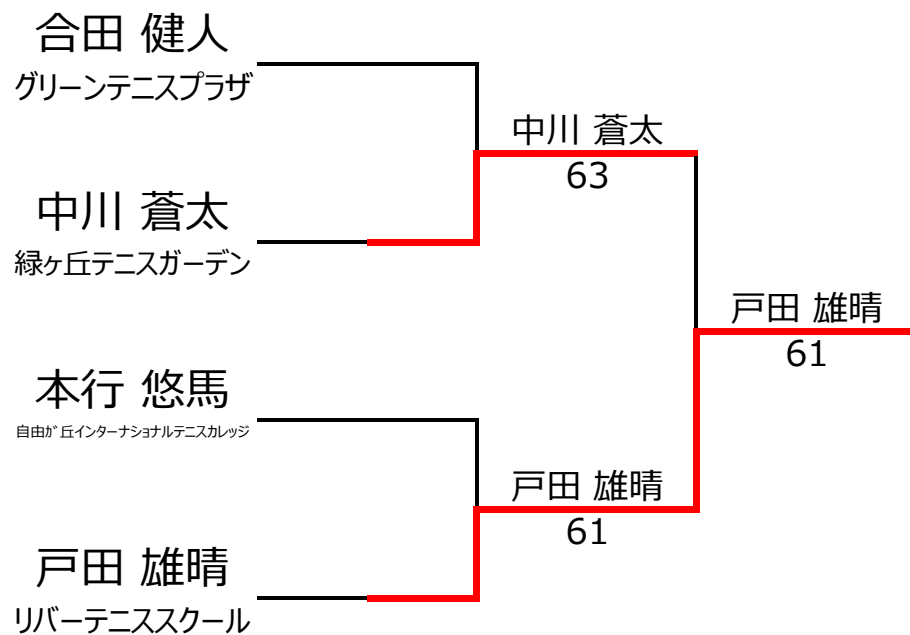 合田 健人
グリーンテニスプラザ
中川 蒼太
63
中川 蒼太
緑ヶ丘テニスガーデン
戸田 雄晴
61
本行 悠馬
自由が丘インターナショナルテニスカレッジ
戸田 雄晴
61
戸田 雄晴
リバーテニススクール